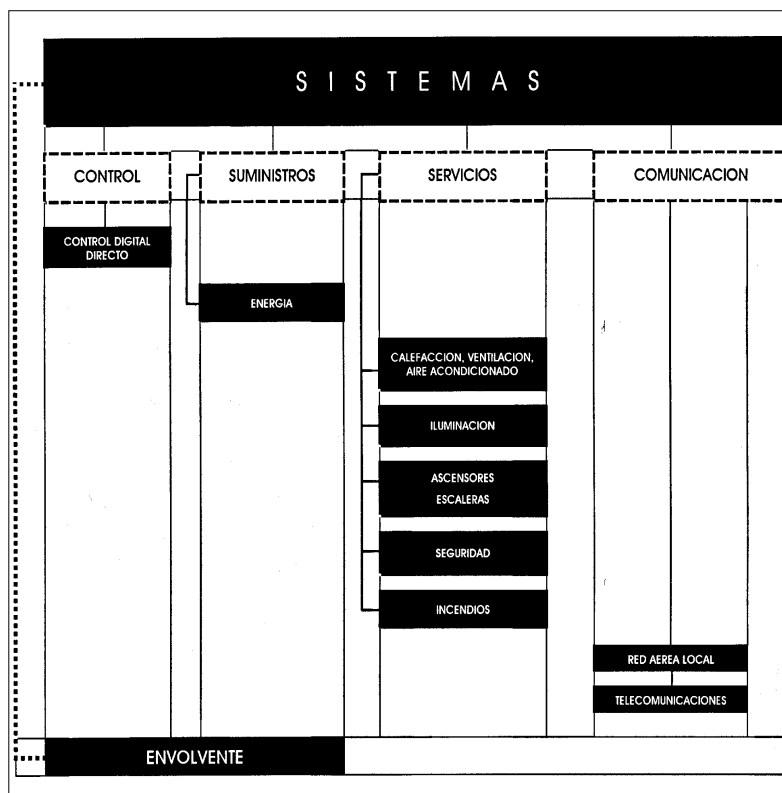 SISTEMAS
CONTROL
SUMINISTROS
SERVICIOS
COMUNICACION
CONTROL DIGITAL
DIRECTO
ENERGIA
CALEFACCION, VENTILACION,
AIRE ACONDICIONADO
ILUMINACION
ASCENSORES
ESCALERAS
SEGURIDAD
INCENDIOS
RED AEREA LOCAL
TELECOMUNICACIONES
ENVOLVENTE